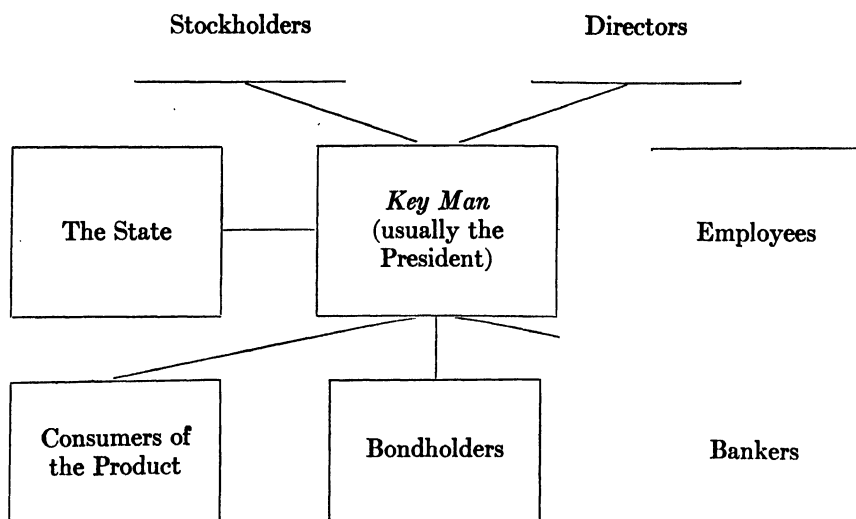 Stockholders
Directors
The State
Key Man
(usually the
President)
Employees
Consumers of
the Product
Bondholders
Bankers